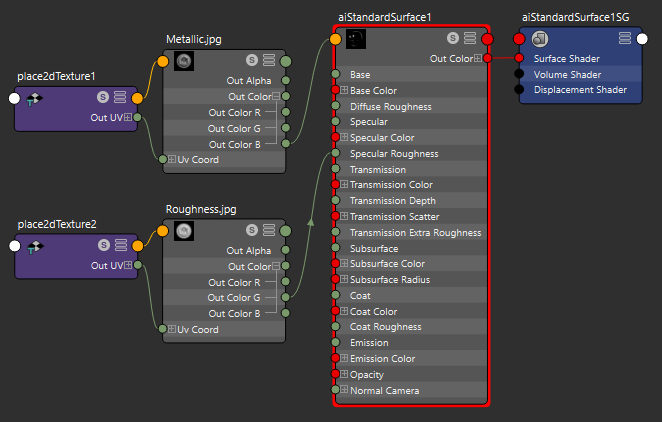 place2dTexture1
Out UV
Metallic.jpg
S
Out Alpha
Out Color
Out Color R
Out Color G
Out Color B
Uv Coord
place2dTexture2
S
Out UV
Roughness.jpg
S
Out Alpha
Out Color
Out Color R
Out Color G
Out Color B
Uv Coord
aiStandardSurface1
S
Out Color
Base
Base Color
Diffuse Roughness
Specular
Specular Color
Specular Roughness
Transmission
Transmission Color
Transmission Depth
Transmission Scatter
Transmission Extra Roughness
Subsurface
Subsurface Color
Subsurface Radius
Coat
Coat Color
Coat Roughness
Emission
Emission Color
Opacity
Normal Camera
aiStandardSurface1SG
Surface Shader
Volume Shader
Displacement Shader